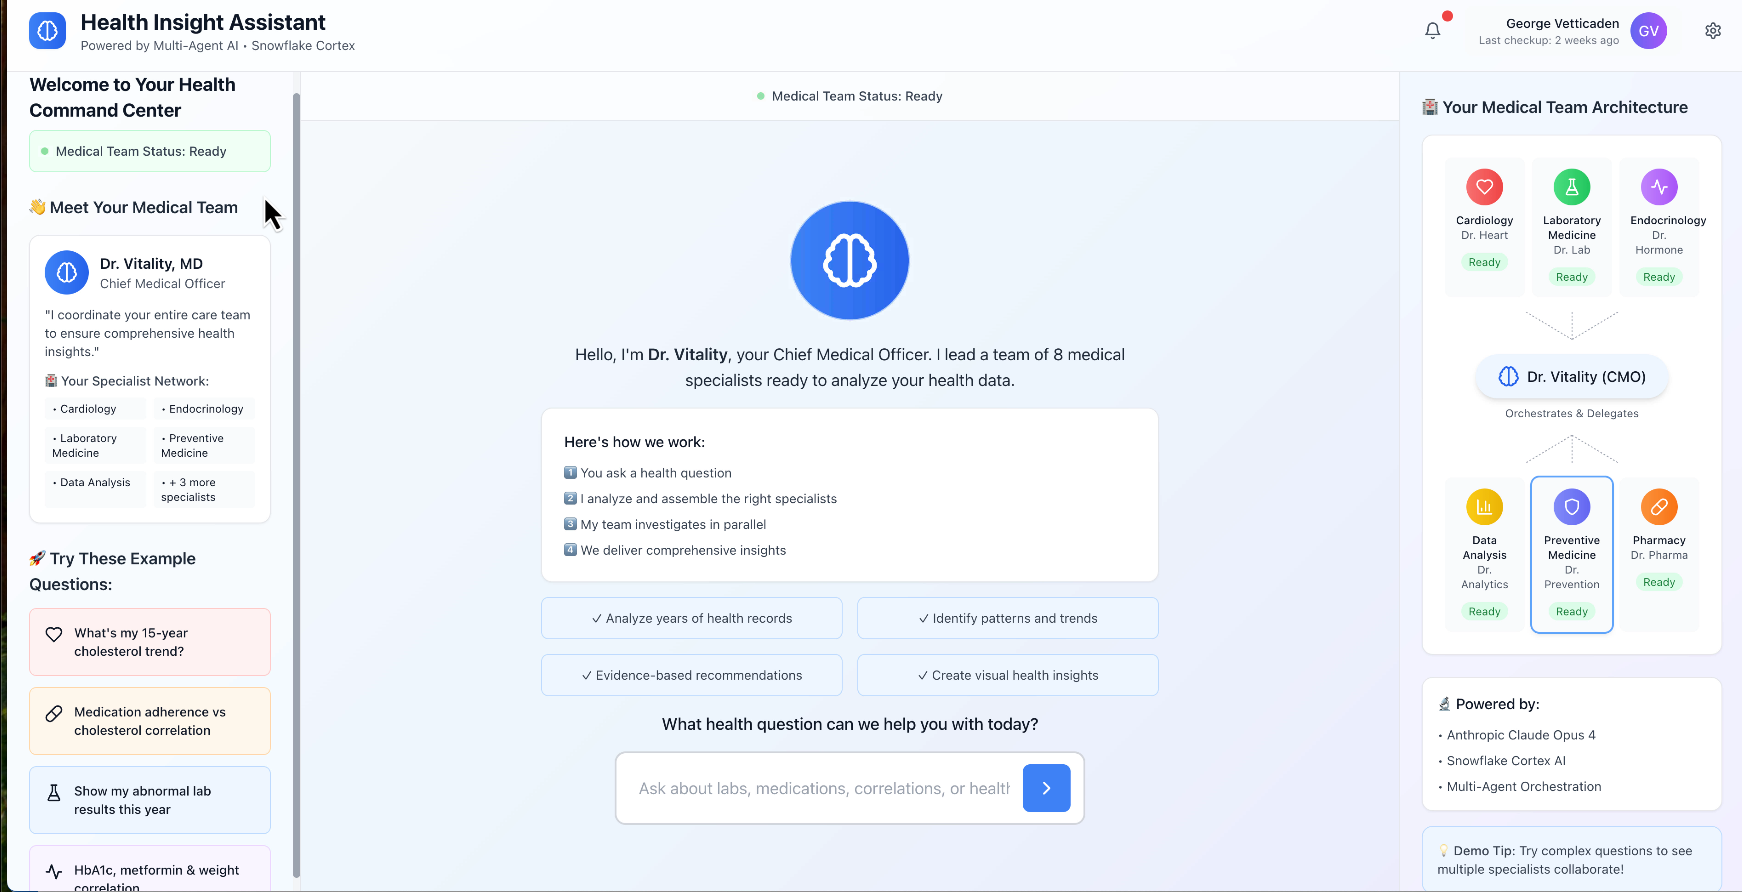 Health Insight Assistant
Powered by Multi-Agent AI • Snowflake Cortex
George Vetticaden
Last checkup: 2 weeks ago
GV
Welcome to Your Health
Command Center
Medical Team Status: Ready
👋 Meet Your Medical Team
Dr. Vitality, MD
Chief Medical Officer
"I coordinate your entire care team
to ensure comprehensive health
insights."
🏥 Your Specialist Network:
• Cardiology
• Endocrinology
• Laboratory
Medicine
• Preventive
Medicine
• Data Analysis
• + 3 more
specialists
🚀 Try These Example
Questions:
What's my 15-year
cholesterol trend?
Medication adherence vs
cholesterol correlation
Show my abnormal lab
results this year
HbA1c, metformin & weight
correlation
Medical Team Status: Ready
Hello, I'm Dr. Vitality, your Chief Medical Officer. I lead a team of 8 medical
specialists ready to analyze your health data.
Here's how we work:
1️⃣ You ask a health question
2️⃣ I analyze and assemble the right specialists
3️⃣ My team investigates in parallel
4️⃣ We deliver comprehensive insights
✓ Analyze years of health records
✓ Identify patterns and trends
✓ Evidence-based recommendations
✓ Create visual health insights
What health question can we help you with today?
Ask about labs, medications, correlations, or health
🏥 Your Medical Team Architecture
Cardiology
Dr. Heart
Ready
Laboratory
Medicine
Dr. Lab
Ready
Endocrinology
Dr.
Hormone
Ready
Dr. Vitality (CMO)
Orchestrates & Delegates
Data
Analysis
Dr.
Analytics
Ready
Preventive
Medicine
Dr.
Prevention
Ready
Pharmacy
Dr. Pharma
Ready
🔬 Powered by:
• Anthropic Claude Opus 4
• Snowflake Cortex AI
• Multi-Agent Orchestration
💡 Demo Tip: Try complex questions to see
multiple specialists collaborate!